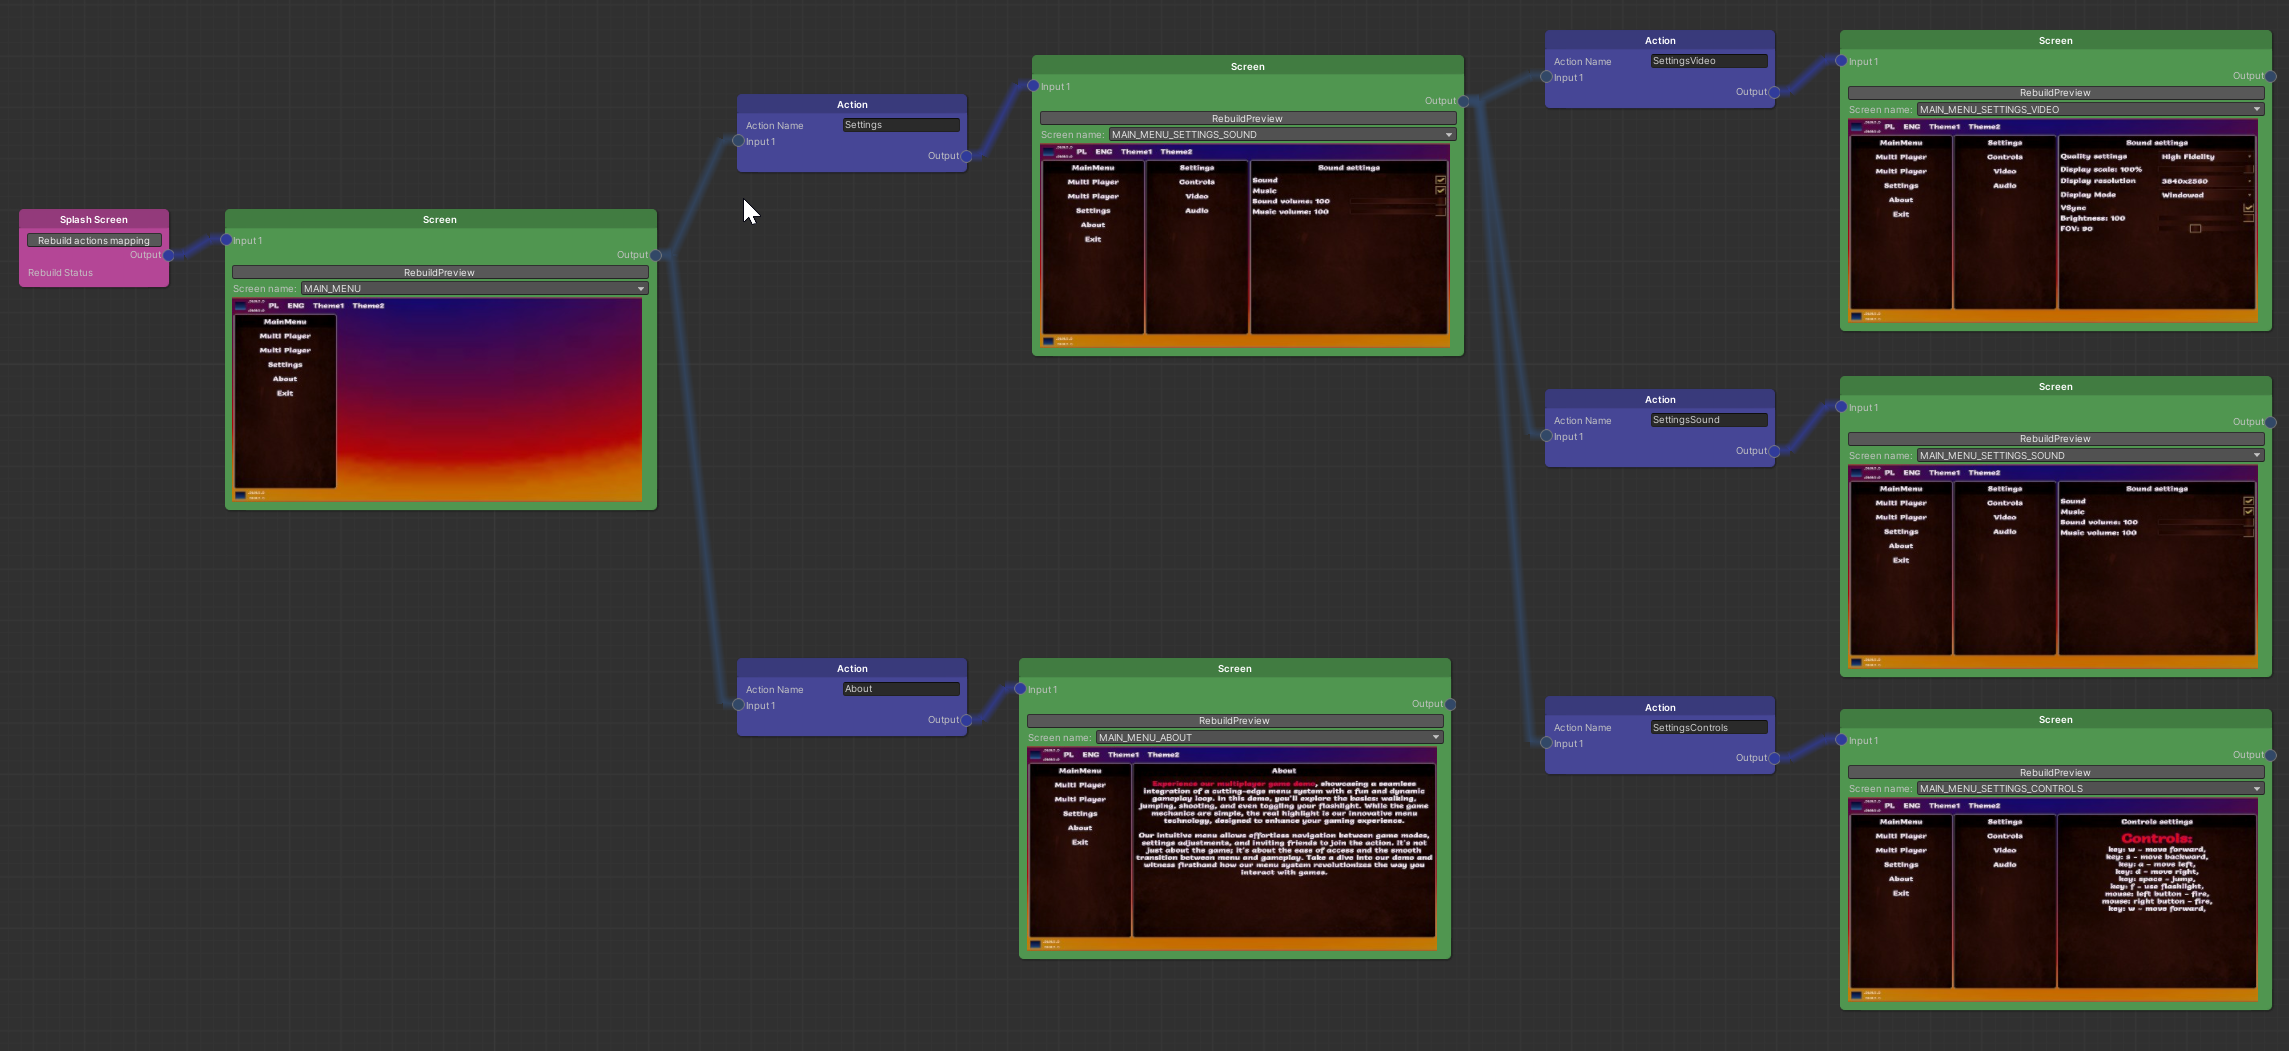 Splash Screen
Rebuild actions mapping
Output
Rebuild Status
Screen
Input 1
Output
RebuildPreview
Screen name: MAIN_MENU
PL ENG Theme1 Theme2
MainMenu
Multi Player
Multi Player
Settings
About
Exit
Action
Action Name Settings
Input 1
Output
Screen
Input 1
Output
RebuildPreview
Screen name: MAIN_MENU_SETTINGS_SOUND
PL ENG Theme1 Theme2
MainMenu
Multi Player
Multi Player
Settings
About
Exit
Settings
Controls
Video
Audio
Sound settings
Sound
Music
Sound volume: 100
Music volume: 100
Action
Action Name About
Input 1
Output
Screen
Input 1
Output
RebuildPreview
Screen name: MAIN_MENU_ABOUT
PL ENG Theme1 Theme2
MainMenu
Multi Player
Multi Player
Settings
About
Exit
About
Experience our multiplayer game demo, showcasing a seamless
integration of a cutting-edge menu system with a fun and dynamic
gameplay loop. In this demo, you'll explore the basics: walking,
jumping, shooting, and even toggling your flashlight. While the game
mechanics are simple, the real highlight is our innovative menu
technology, designed to enhance your gaming experience.
Our intuitive menu allows effortless navigation between game modes,
settings adjustments, and inviting friends to join the action. It's not
just about the game; it's about the ease of access and the smooth
transition between menu and gameplay. Take a dive into our demo and
witness firsthand how our menu system revolutionizes the way you
interact with games.
Action
Action Name SettingsVideo
Input 1
Output
Screen
Input 1
Output
RebuildPreview
Screen name: MAIN_MENU_SETTINGS_VIDEO
PL ENG Theme1 Theme2
MainMenu
Multi Player
Multi Player
Settings
About
Exit
Settings
Controls
Video
Audio
Sound settings
Quality settings High Fidelity
Display scale: 100%
Display resolution 3840x2560
Display Mode Windowed
VSync
Brightness: 100
FOV: 90
Action
Action Name SettingsSound
Input 1
Output
Screen
Input 1
Output
RebuildPreview
Screen name: MAIN_MENU_SETTINGS_SOUND
PL ENG Theme1 Theme2
MainMenu
Multi Player
Multi Player
Settings
About
Exit
Settings
Controls
Video
Audio
Sound settings
Sound
Music
Sound volume: 100
Music volume: 100
Action
Action Name SettingsControls
Input 1
Output
Screen
Input 1
Output
RebuildPreview
Screen name: MAIN_MENU_SETTINGS_CONTROLS
PL ENG Theme1 Theme2
MainMenu
Multi Player
Multi Player
Settings
About
Exit
Settings
Controls
Video
Audio
Controls settings
Controls:
key: w - move forward,
key: s - move backward,
key: a - move left,
key: d - move right,
key: space - jump,
key: f - use flashlight,
mouse: left button - fire,
mouse: right button - fire,
key: w - move forward,